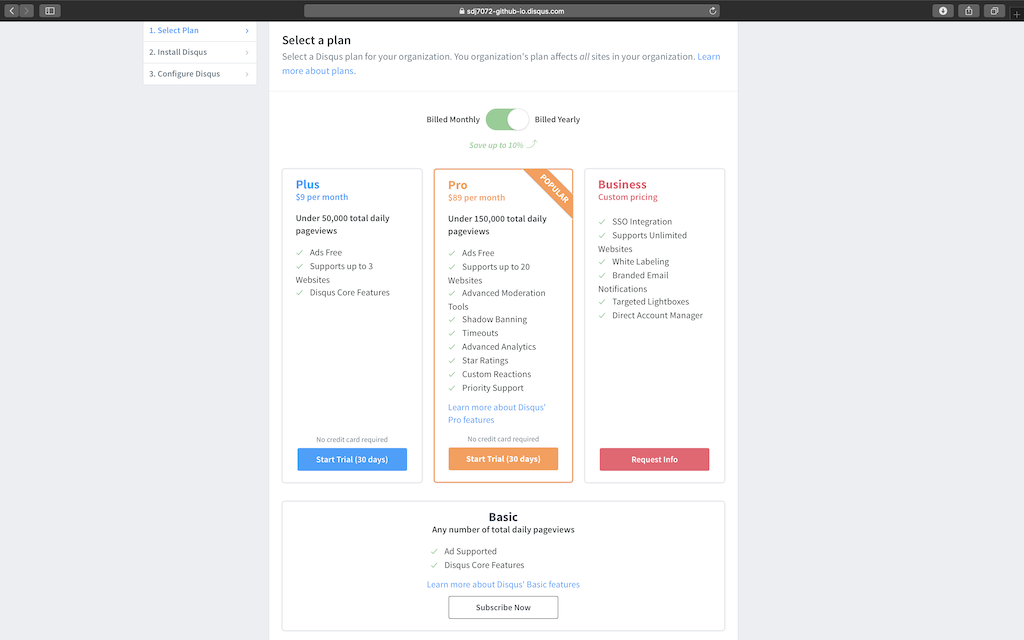 sdj7072-github-io.disqus.com
1. Select Plan
2. Install Disqus
3. Configure Disqus
Select a plan
Select a Disqus plan for your organization. You organization's plan affects all sites in your organization. Learn
more about plans.
Billed Monthly
Billed Yearly
Save up to 10%
Plus
$9 per month
Under 50,000 total daily
pageviews
Ads Free
Supports up to 3
Websites
Disqus Core Features
No credit card required
Start Trial (30 days)
POPULAR
Pro
$89 per month
Under 150,000 total daily
pageviews
Ads Free
Supports up to 20
Websites
Advanced Moderation
Tools
Shadow Banning
Timeouts
Advanced Analytics
Star Ratings
Custom Reactions
Priority Support
Learn more about Disqus'
Pro features
No credit card required
Start Trial (30 days)
Business
Custom pricing
SSO Integration
Supports Unlimited
Websites
White Labeling
Branded Email
Notifications
Targeted Lightboxes
Direct Account Manager
Request Info
Basic
Any number of total daily pageviews
Ad Supported
Disqus Core Features
Learn more about Disqus' Basic features
Subscribe Now